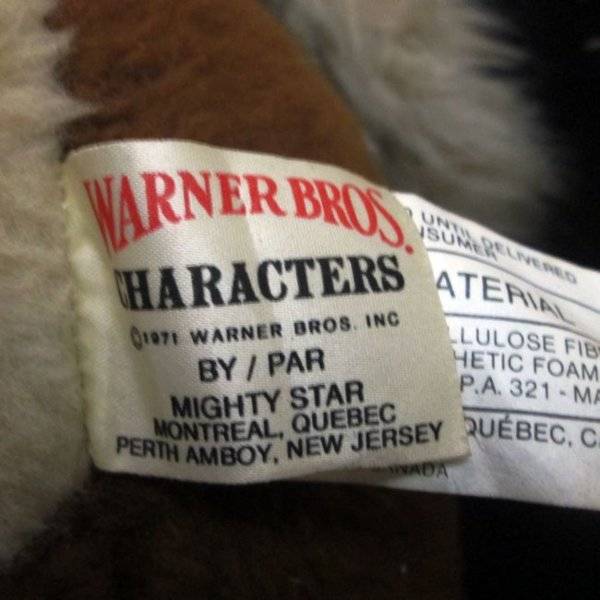 WARNER BROS.
CHARACTERS
©1971 WARNER BROS. INC
BY / PAR
MIGHTY STAR
MONTREAL, QUEBEC
PERTH AMBOY, NEW JERSEY
UNTIL DELIVERED
NSUMER
ATERIAL
LLULOSE FIB
HETIC FOAM
P.A. 321 - MA
QUÉBEC, C
NADA